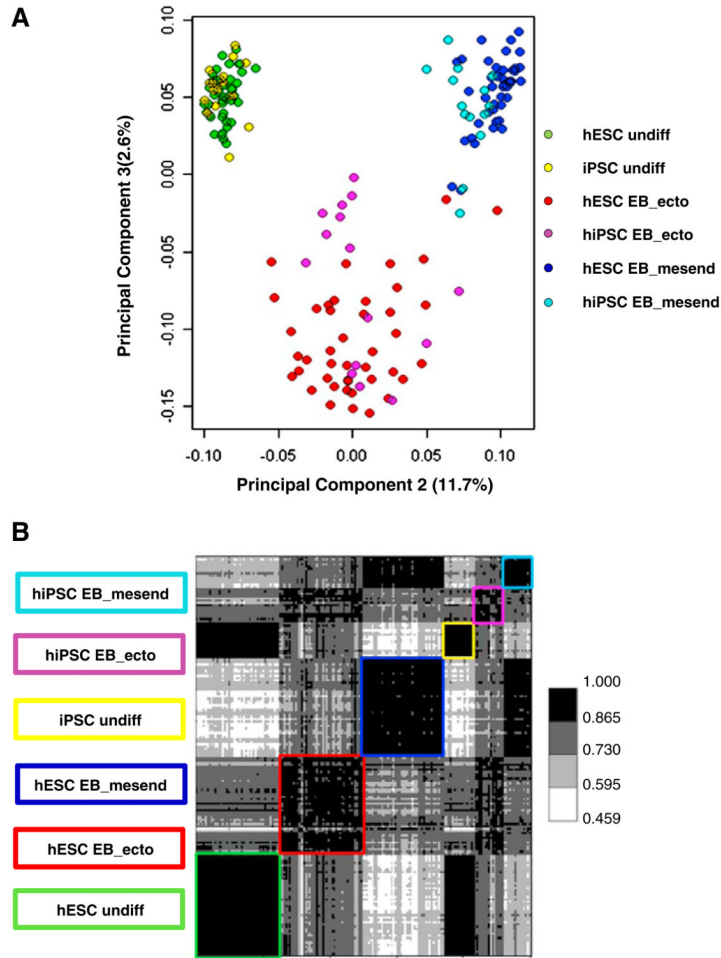 A
0.10
0.05
0.00
-0.05
-0.10
-0.15
Principal Component 3(2.6%)
-0.10
-0.05
0.00
0.05
0.10
Principal Component 2 (11.7%)
hESC undiff
iPSC undiff
hESC EB_ecto
hiPSC EB_ecto
hESC EB_mesend
hiPSC EB_mesend
B
hiPSC EB_mesend
hiPSC EB_ecto
iPSC undiff
hESC EB_mesend
hESC EB_ecto
hESC undiff
1.000
0.865
0.730
0.595
0.459